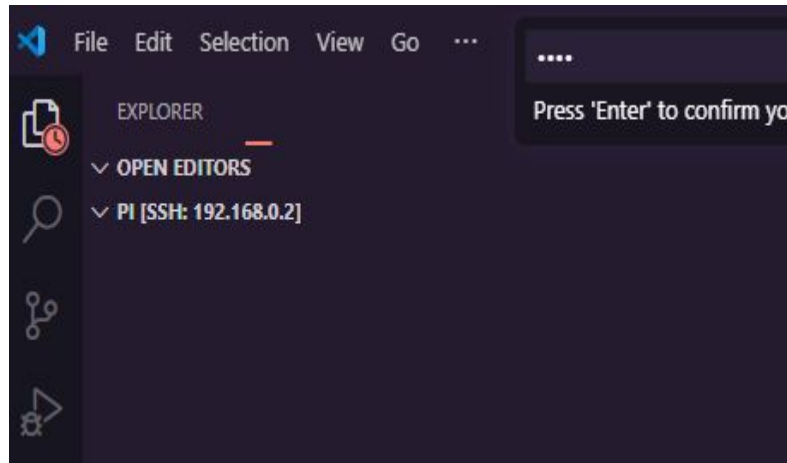 File Edit Selection View Go ···
••••
Press 'Enter' to confirm yo
EXPLORER
OPEN EDITORS
PI [SSH: 192.168.0.2]